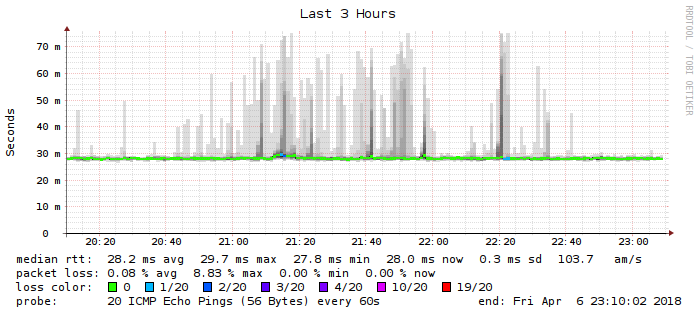 Last 3 Hours
RRDTOOL / TOBI OETIKER
Seconds
70 m
60 m
50 m
40 m
30 m
20 m
10 m
0
20:20 20:40 21:00 21:20 21:40 22:00 22:20 22:40 23:00
median rtt: 28.2 ms avg 29.7 ms max 27.8 ms min 28.0 ms now 0.3 ms sd 103.7 am/s
packet loss: 0.08 % avg 8.83 % max 0.00 % min 0.00 % now
loss color: 0 1/20 2/20 3/20 4/20 10/20 19/20
probe: 20 ICMP Echo Pings (56 Bytes) every 60s end: Fri Apr 6 23:10:02 2018